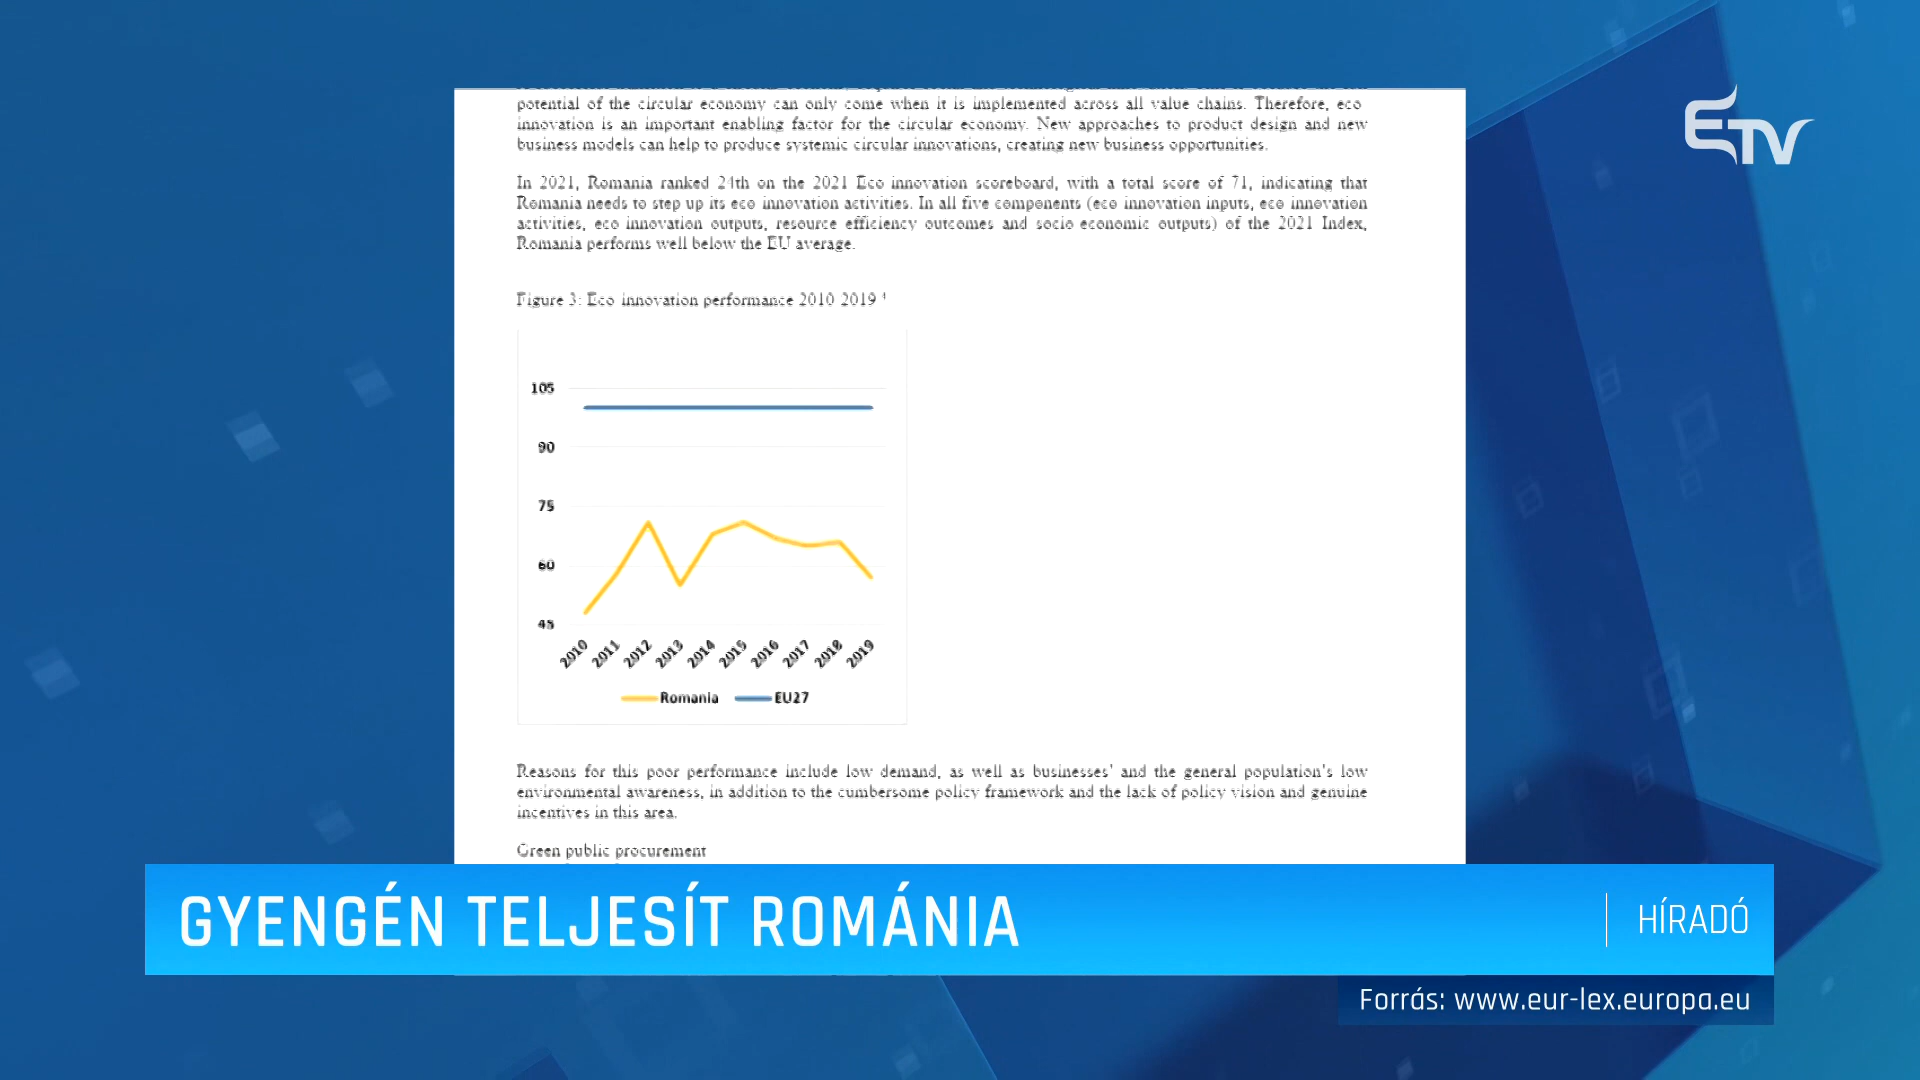 ETV
potential of the circular economy can only come when it is implemented across all value chains. Therefore, eco-
innovation is an important enabling factor for the circular economy. New approaches to product design and new
business models can help to produce systemic circular innovations, creating new business opportunities.
In 2021, Romania ranked 24th on the 2021 Eco innovation scoreboard, with a total score of 71, indicating that
Romania needs to step up its eco innovation activities. In all five components (eco innovation inputs, eco innovation
activities, eco innovation outputs, resource efficiency outcomes and socio economic outputs) of the 2021 Index,
Romania performs well below the EU average.
Figure 3: Eco innovation performance 2010 2019 4
105
90
75
60
45
2010 2011 2012 2013 2014 2015 2016 2017 2018 2019
Romania EU27
Reasons for this poor performance include low demand, as well as businesses' and the general population's low
environmental awareness, in addition to the cumbersome policy framework and the lack of policy vision and genuine
incentives in this area.
Green public procurement
GYENGÉN TELJESÍT ROMÁNIA
HÍRADÓ
Forrás: www.eur-lex.europa.eu